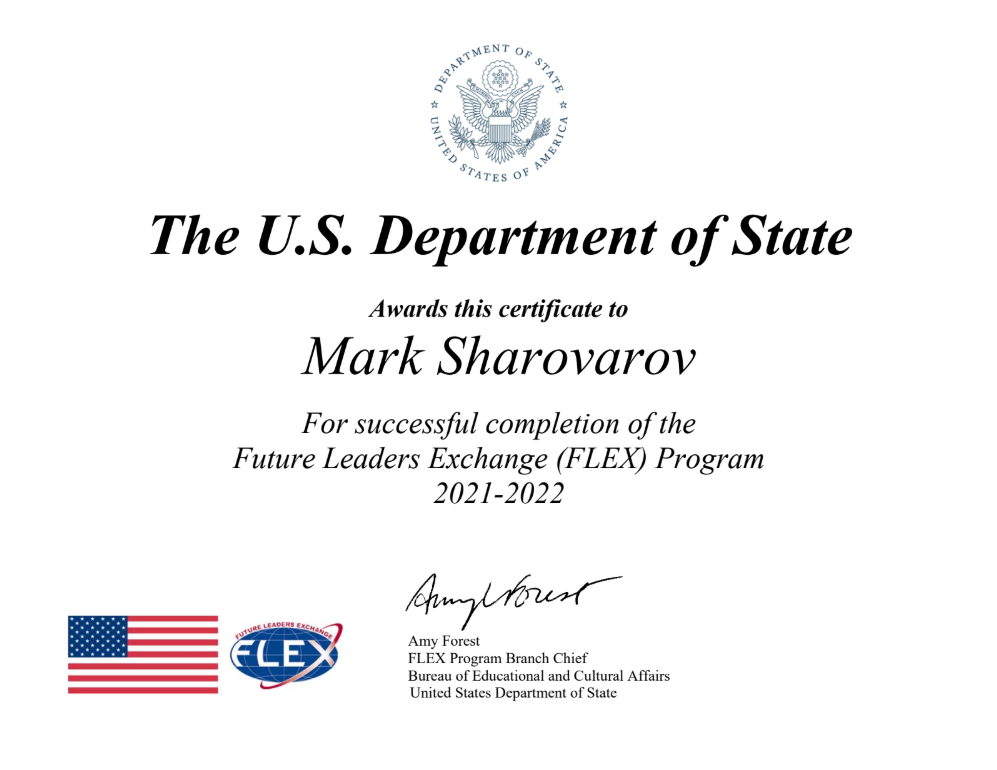 DEPARTMENT OF STATE
UNITED STATES OF AMERICA
The U.S. Department of State
Awards this certificate to
Mark Sharovarov
For successful completion of the
Future Leaders Exchange (FLEX) Program
2021-2022
Amy Forest
FUTURE LEADERS EXCHANGE
FLEX
Amy Forest
FLEX Program Branch Chief
Bureau of Educational and Cultural Affairs
United States Department of State